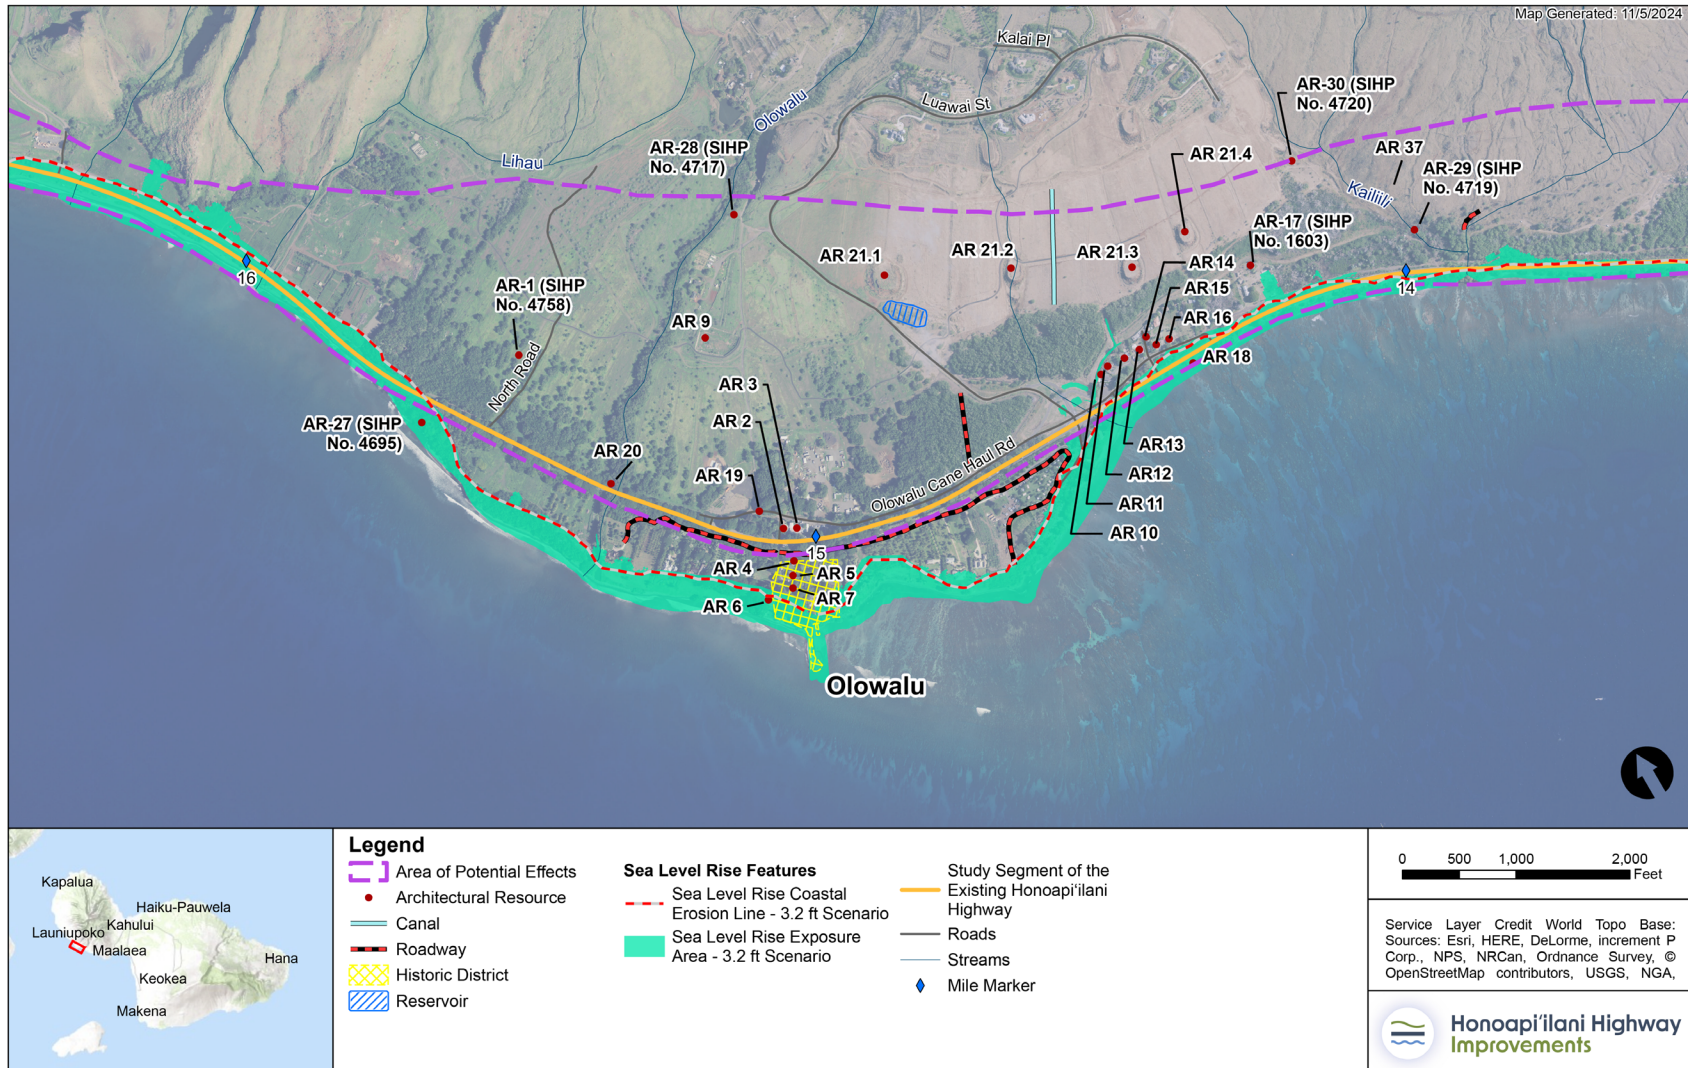 Map Generated: 11/5/2024
Kalai Pl
Luawai St
Olowalu
Lihau
AR-30 (SIHP
No. 4720)
AR-28 (SIHP
No. 4717)
AR 21.4
AR 37
AR-29 (SIHP
No. 4719)
Kailiili
AR-17 (SIHP
No. 1603)
AR 21.1
AR 21.2
AR 21.3
AR 14
AR 15
AR 16
AR 18
16
14
AR-1 (SIHP
No. 4758)
AR 9
North Road
AR 3
AR 2
AR-27 (SIHP
No. 4695)
AR 20
AR 19
Olowalu Cane Haul Rd
AR 13
AR12
AR 11
AR 10
15
AR 4
AR 5
AR 7
AR 6
Olowalu
Kapalua
Haiku-Pauwela
Kahului
Launiupoko
Maalaea
Hana
Keokea
Makena
Legend
Area of Potential Effects
Architectural Resource
Canal
Roadway
Historic District
Reservoir
Sea Level Rise Features
Sea Level Rise Coastal
Erosion Line - 3.2 ft Scenario
Sea Level Rise Exposure
Area - 3.2 ft Scenario
Study Segment of the
Existing Honoapiʻilani
Highway
Roads
Streams
Mile Marker
0 500 1,000 2,000
Feet
Service Layer Credit World Topo Base:
Sources: Esri, HERE, DeLorme, increment P
Corp., NPS, NRCan, Ordnance Survey, ©
OpenStreetMap contributors, USGS, NGA,
Honoapiʻilani Highway
Improvements